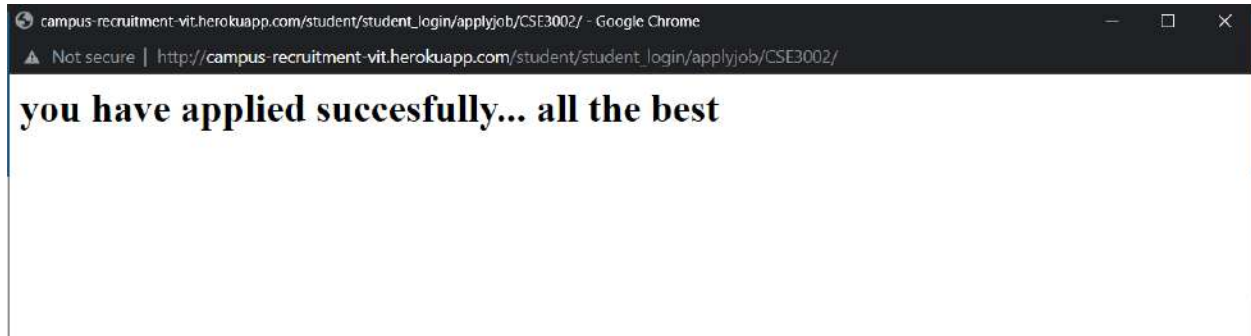 campus-recruitment-vit.herokuapp.com/student/student_login/applyjob/CSE3002/ - Google Chrome
Not secure | http://campus-recruitment-vit.herokuapp.com/student/student_login/applyjob/CSE3002/
you have applied succesfully... all the best